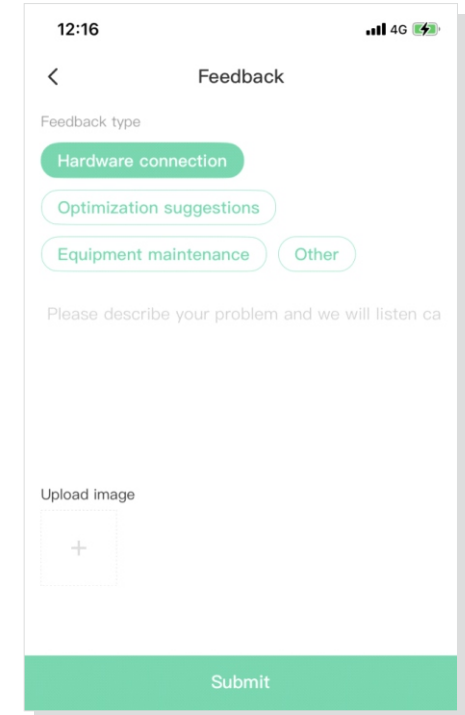 12:16 4G
Feedback
Feedback type
Hardware connection
Optimization suggestions
Equipment maintenance Other
Please describe your problem and we will listen ca
Upload image
+
Submit